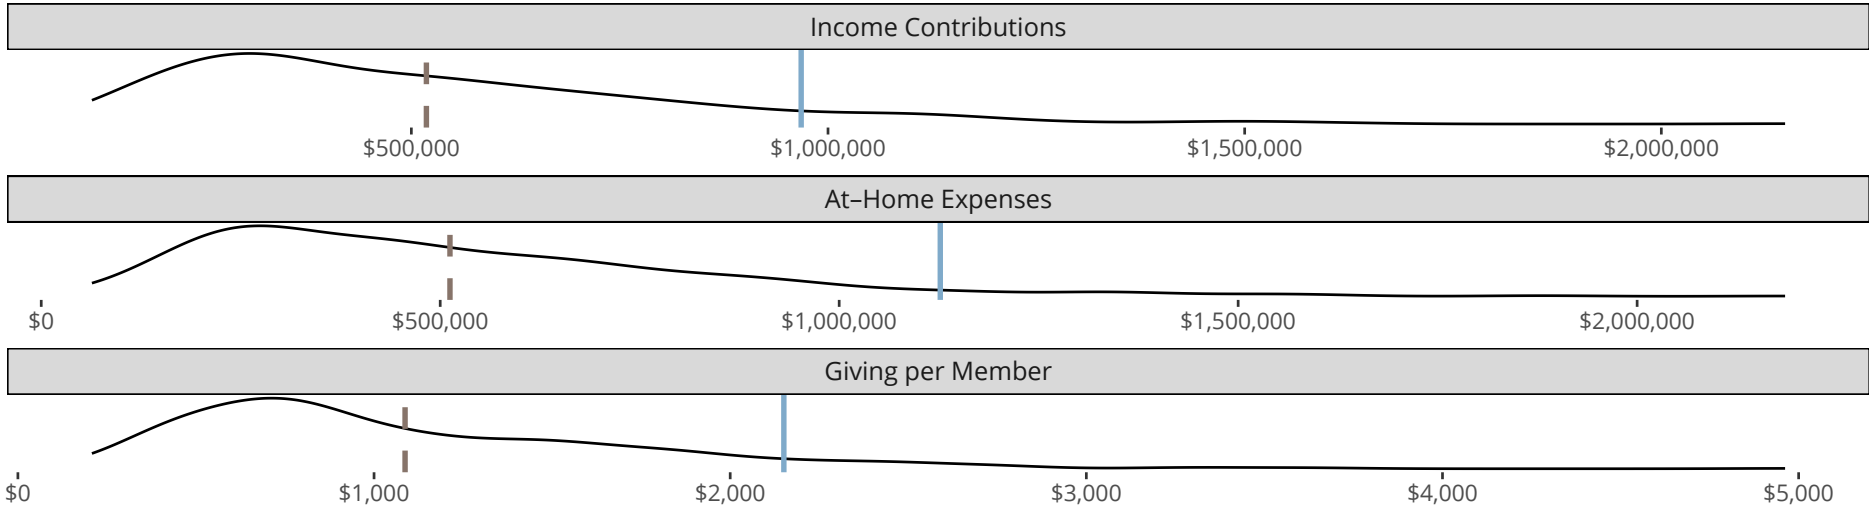 Income Contributions
$500,000 $1,000,000 $1,500,000 $2,000,000
At–Home Expenses
$0 $500,000 $1,000,000 $1,500,000 $2,000,000
Giving per Member
$0 $1,000 $2,000 $3,000 $4,000 $5,000